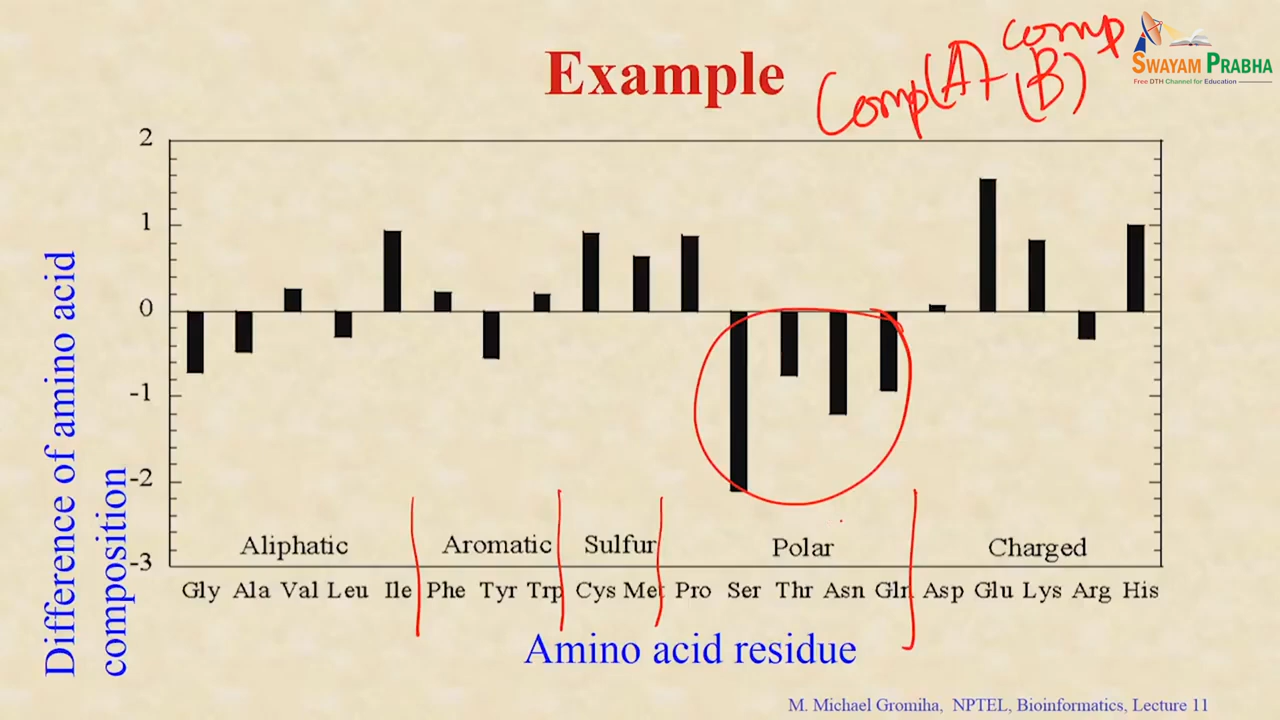 Example
Comp(A) - comp
(B)
SWAYAM PRABHA
Free DTH Channel for Education
2
1
0
-1
-2
-3
Difference of amino acid
composition
Aliphatic Aromatic Sulfur Polar Charged
Gly Ala Val Leu Ile Phe Tyr Trp Cys Met Pro Ser Thr Asn Gln Asp Glu Lys Arg His
Amino acid residue
M. Michael Gromiha, NPTEL, Bioinformatics, Lecture 11